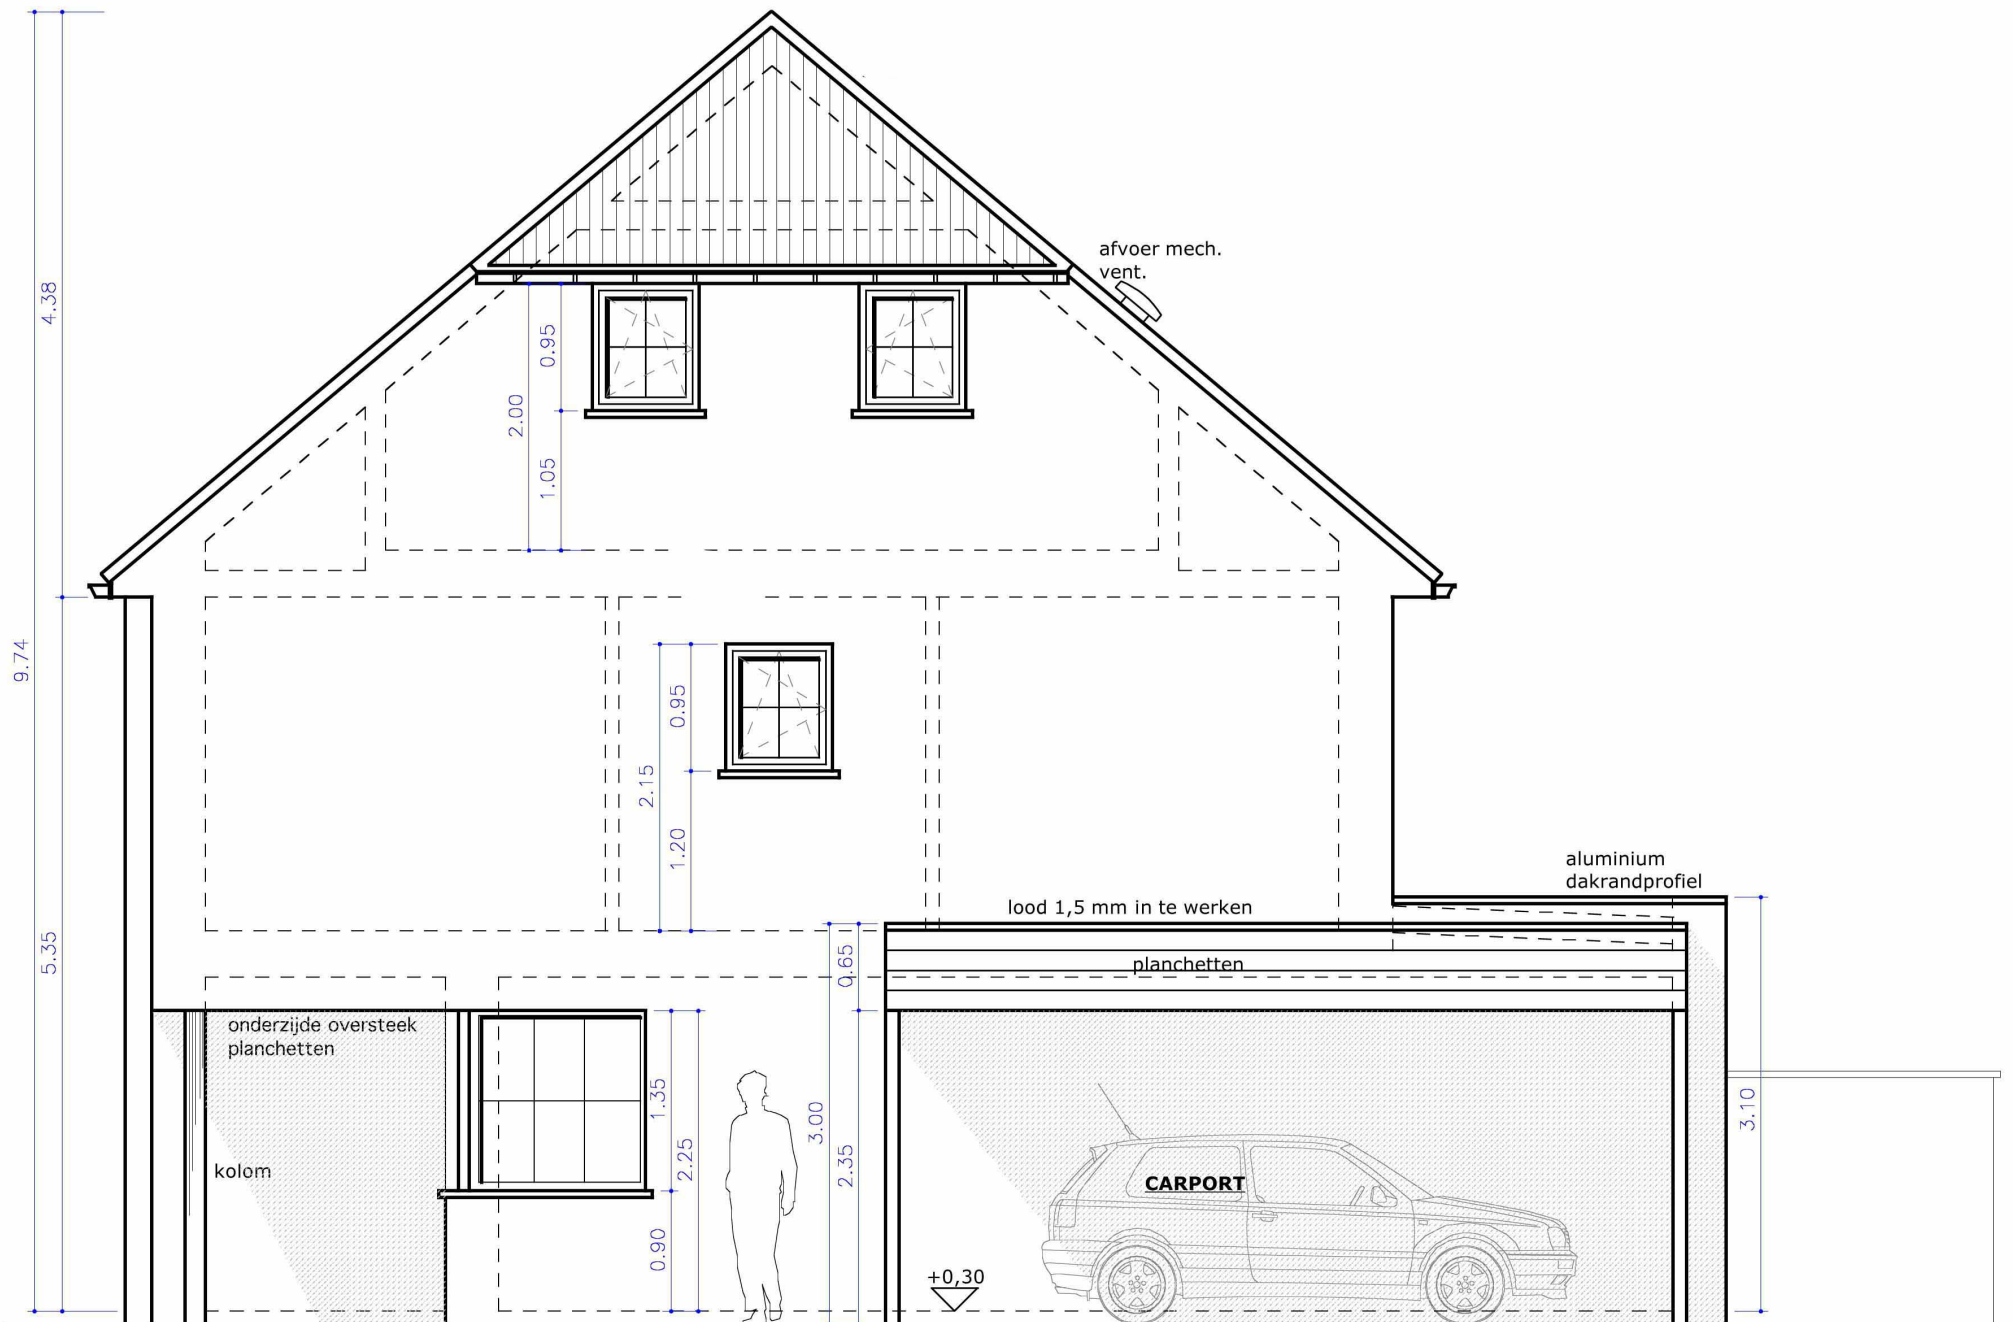 afvoer mech.
vent.
4.38
0.95
2.00
1.05
9.74
0.95
2.15
1.20
aluminium
dakrandprofiel
lood 1,5 mm in te werken
5.35
0.65
planchetten
onderzijde oversteek
planchetten
1.35
3.00
3.10
2.25
2.35
kolom
CARPORT
0.90
+0,30